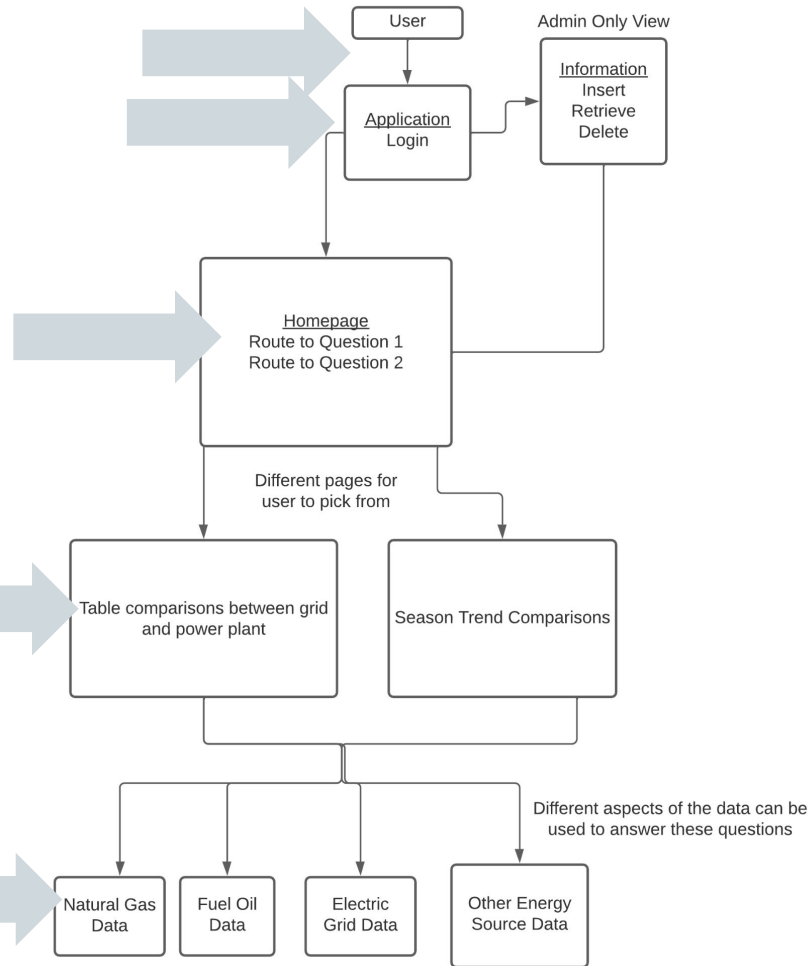 User
Admin Only View
Information
Insert
Retrieve
Delete
Application
Login
Homepage
Route to Question 1
Route to Question 2
Different pages for
user to pick from
Table comparisons between grid
and power plant
Season Trend Comparisons
Different aspects of the data can be
used to answer these questions
Natural Gas
Data
Fuel Oil
Data
Electric
Grid Data
Other Energy
Source Data